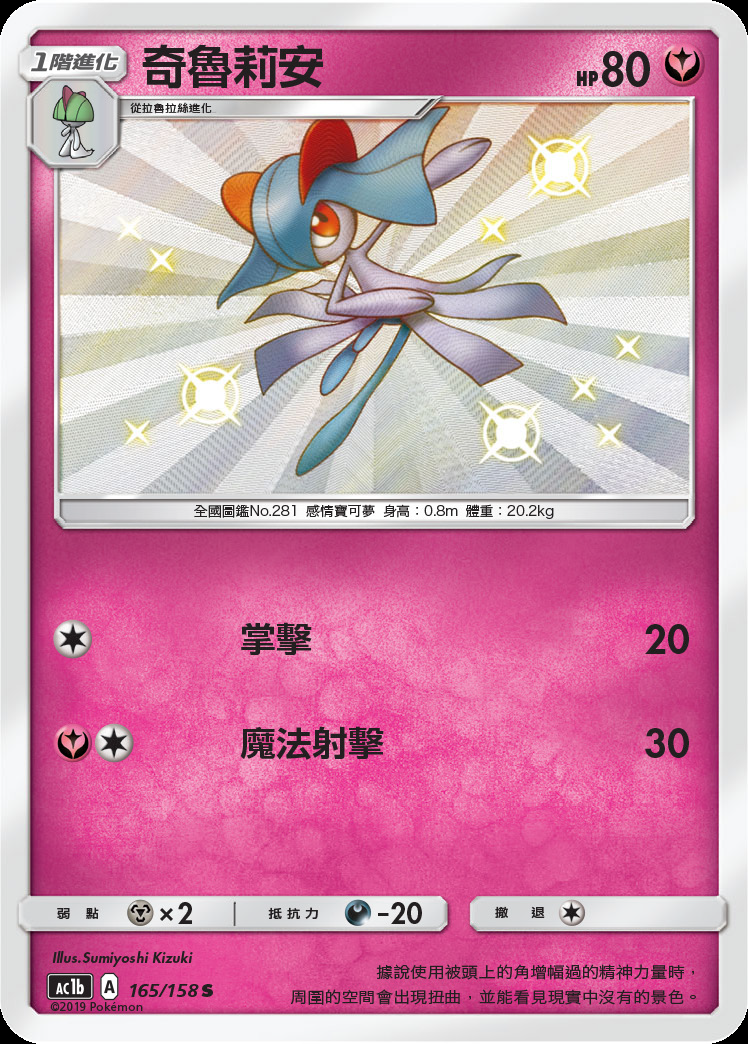 1階進化 奇魯莉安 HP 80
從拉魯拉絲進化
全國圖鑑No.281 感情寶可夢 身高：0.8m 體重：20.2kg
掌擊 20
魔法射擊 30
弱點 ×2 抵抗力 -20 撤退
Illus.Sumiyoshi Kizuki
AC1b A 165/158 S
©2019 Pokémon
據說使用被頭上的角增幅過的精神力量時，
周圍的空間會出現扭曲，並能看見現實中沒有的景色。